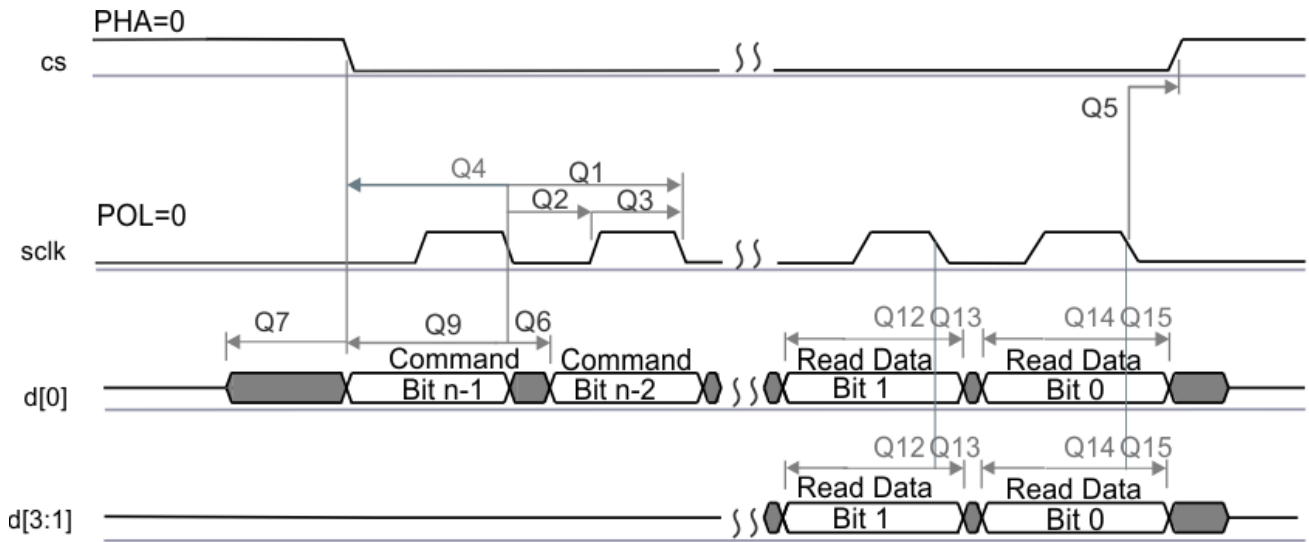 PHA=0
cs
Q5
Q4 Q1
Q2 Q3
POL=0
sclk
Q7 Q9 Q6 Q12 Q13 Q14 Q15
Command Command Read Data Read Data
d[0] Bit n-1 Bit n-2 Bit 1 Bit 0
Q12 Q13 Q14 Q15
Read Data Read Data
d[3:1] Bit 1 Bit 0